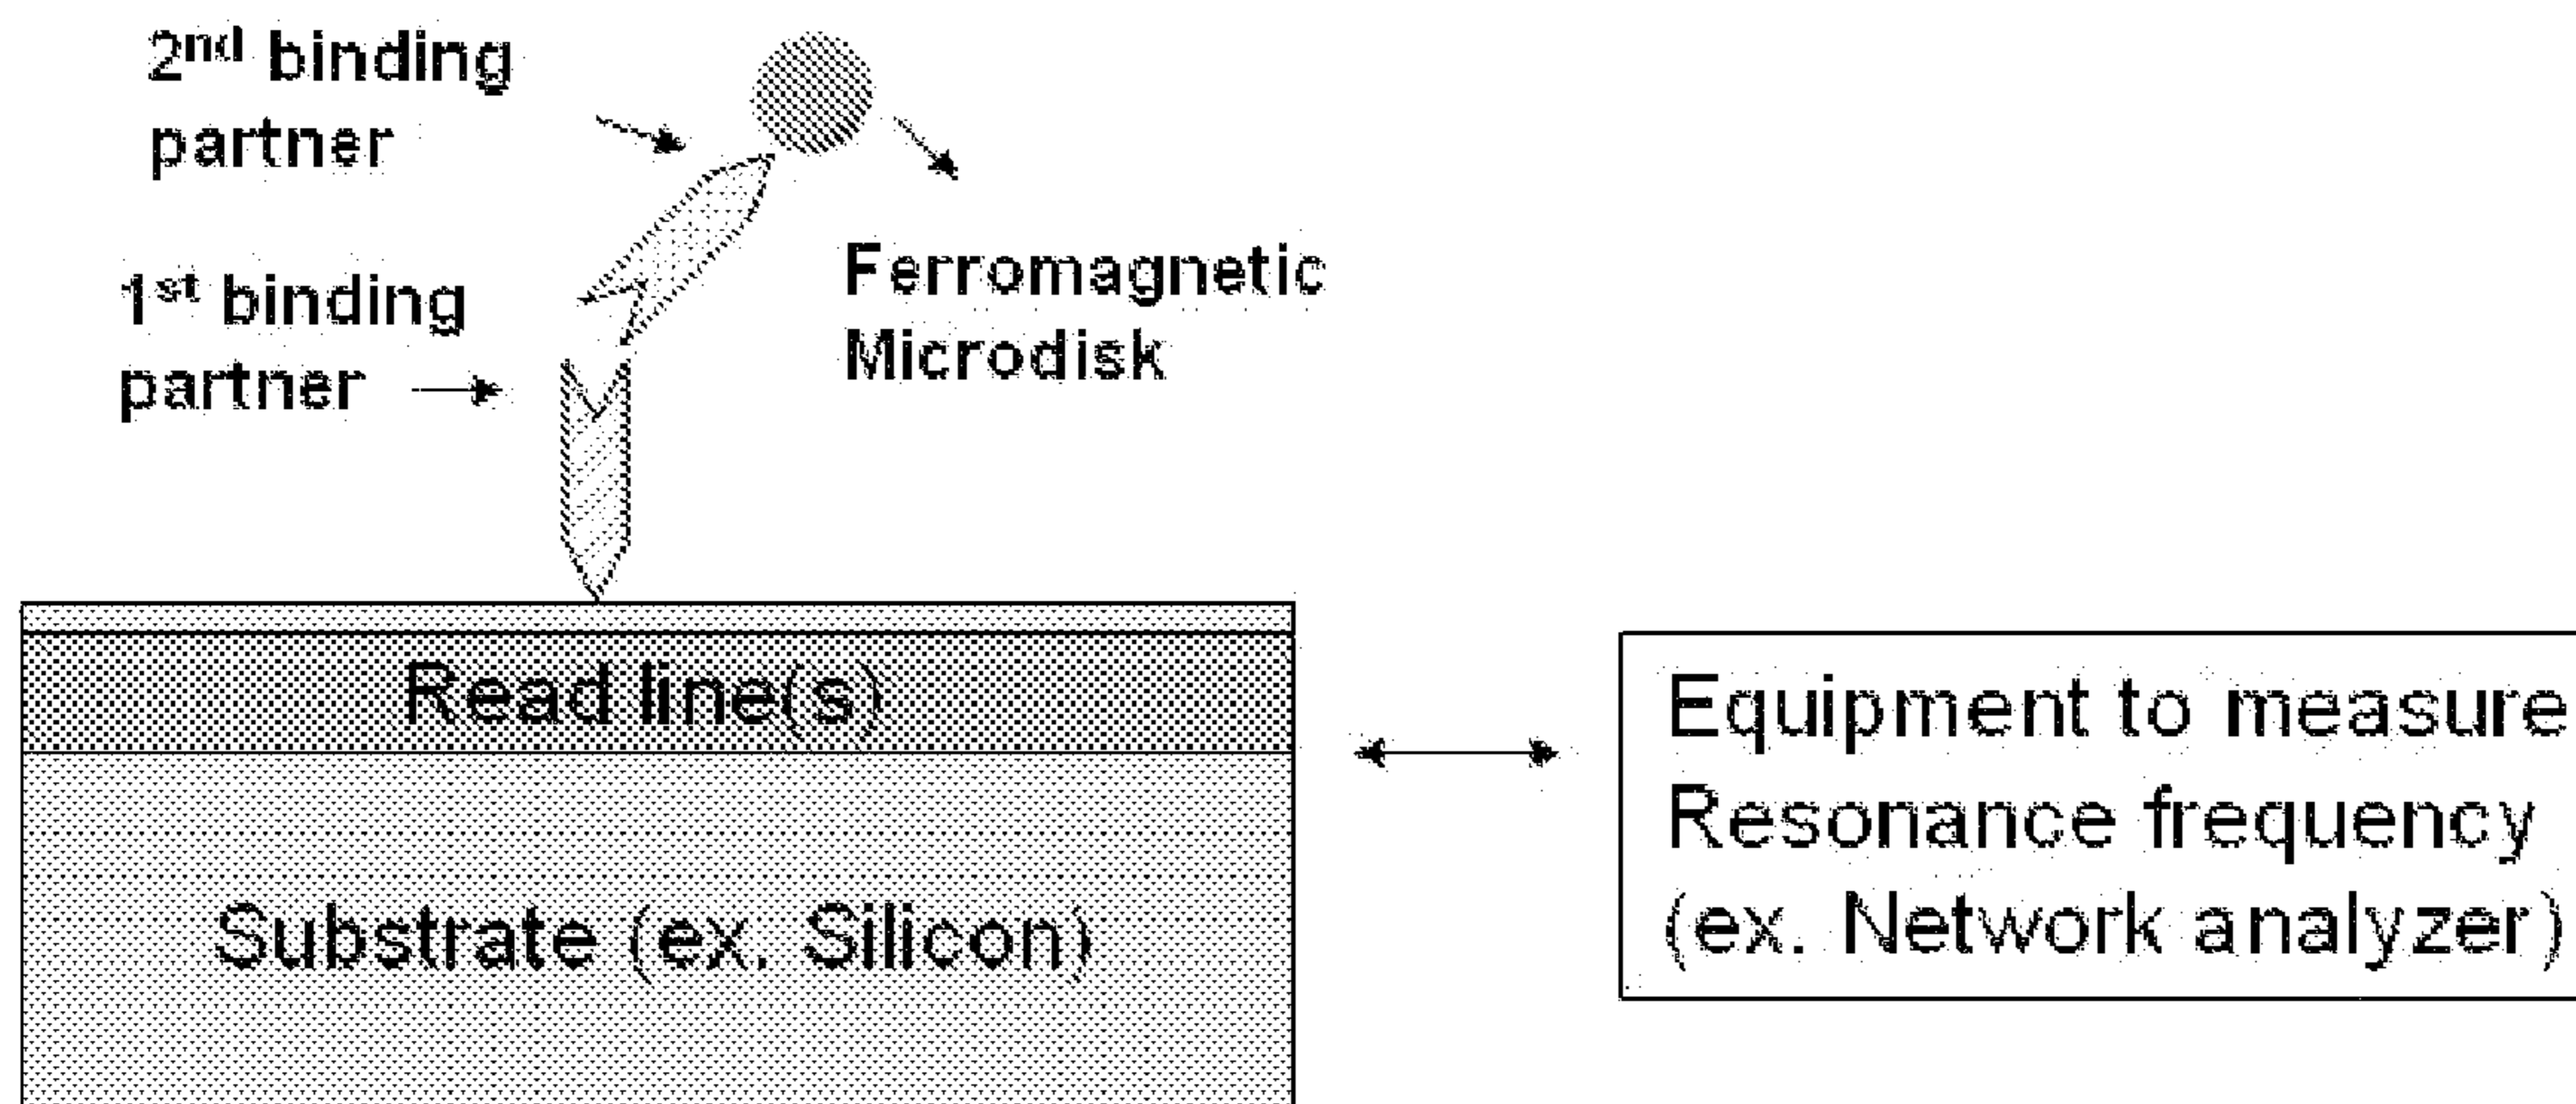 2nd binding
partner
1st binding
partner
Ferromagnetic
Microdisk
Read line(s)
Substrate (ex. Silicon)
Equipment to measure
Resonance frequency
(ex. Network analyzer)